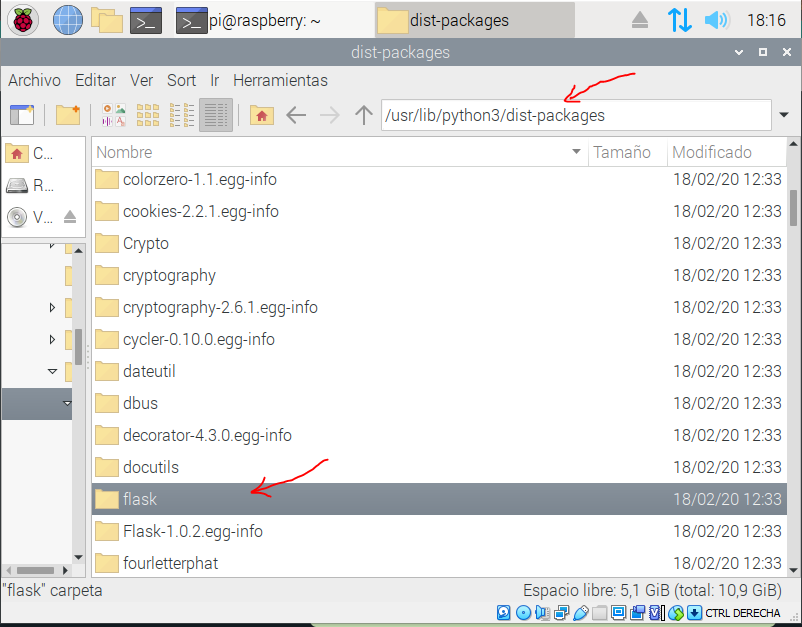 pi@raspberry: ~
dist-packages
18:16
dist-packages
Archivo Editar Ver Sort Ir Herramientas
/usr/lib/python3/dist-packages
C...
R...
V...
Nombre Tamaño Modificado
colorzero-1.1.egg-info 18/02/20 12:33
cookies-2.2.1.egg-info 18/02/20 12:33
Crypto 18/02/20 12:33
cryptography 18/02/20 12:33
cryptography-2.6.1.egg-info 18/02/20 12:33
cycler-0.10.0.egg-info 18/02/20 12:33
dateutil 18/02/20 12:33
dbus 18/02/20 12:33
decorator-4.3.0.egg-info 18/02/20 12:33
docutils 18/02/20 12:33
flask 18/02/20 12:33
Flask-1.0.2.egg-info 18/02/20 12:33
fourletterphat 18/02/20 12:33
"flask" carpeta Espacio libre: 5,1 GiB (total: 10,9 GiB)
CTRL DERECHA